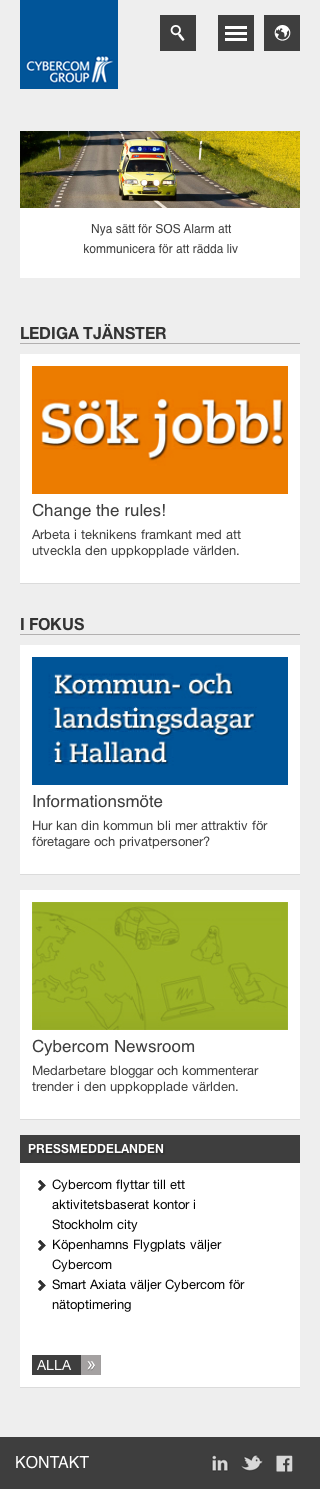 CYBERCOM
GROUP
Nya sätt för SOS Alarm att
kommunicera för att rädda liv
LEDIGA TJÄNSTER
Sök jobb!
Change the rules!
Arbeta i teknikens framkant med att
utveckla den uppkopplade världen.
I FOKUS
Kommun- och
landstingsdagar
i Halland
Informationsmöte
Hur kan din kommun bli mer attraktiv för
företagare och privatpersoner?
Cybercom Newsroom
Medarbetare bloggar och kommenterar
trender i den uppkopplade världen.
PRESSMEDDELANDEN
Cybercom flyttar till ett
aktivitetsbaserat kontor i
Stockholm city
Köpenhamns Flygplats väljer
Cybercom
Smart Axiata väljer Cybercom för
nätoptimering
ALLA »
KONTAKT